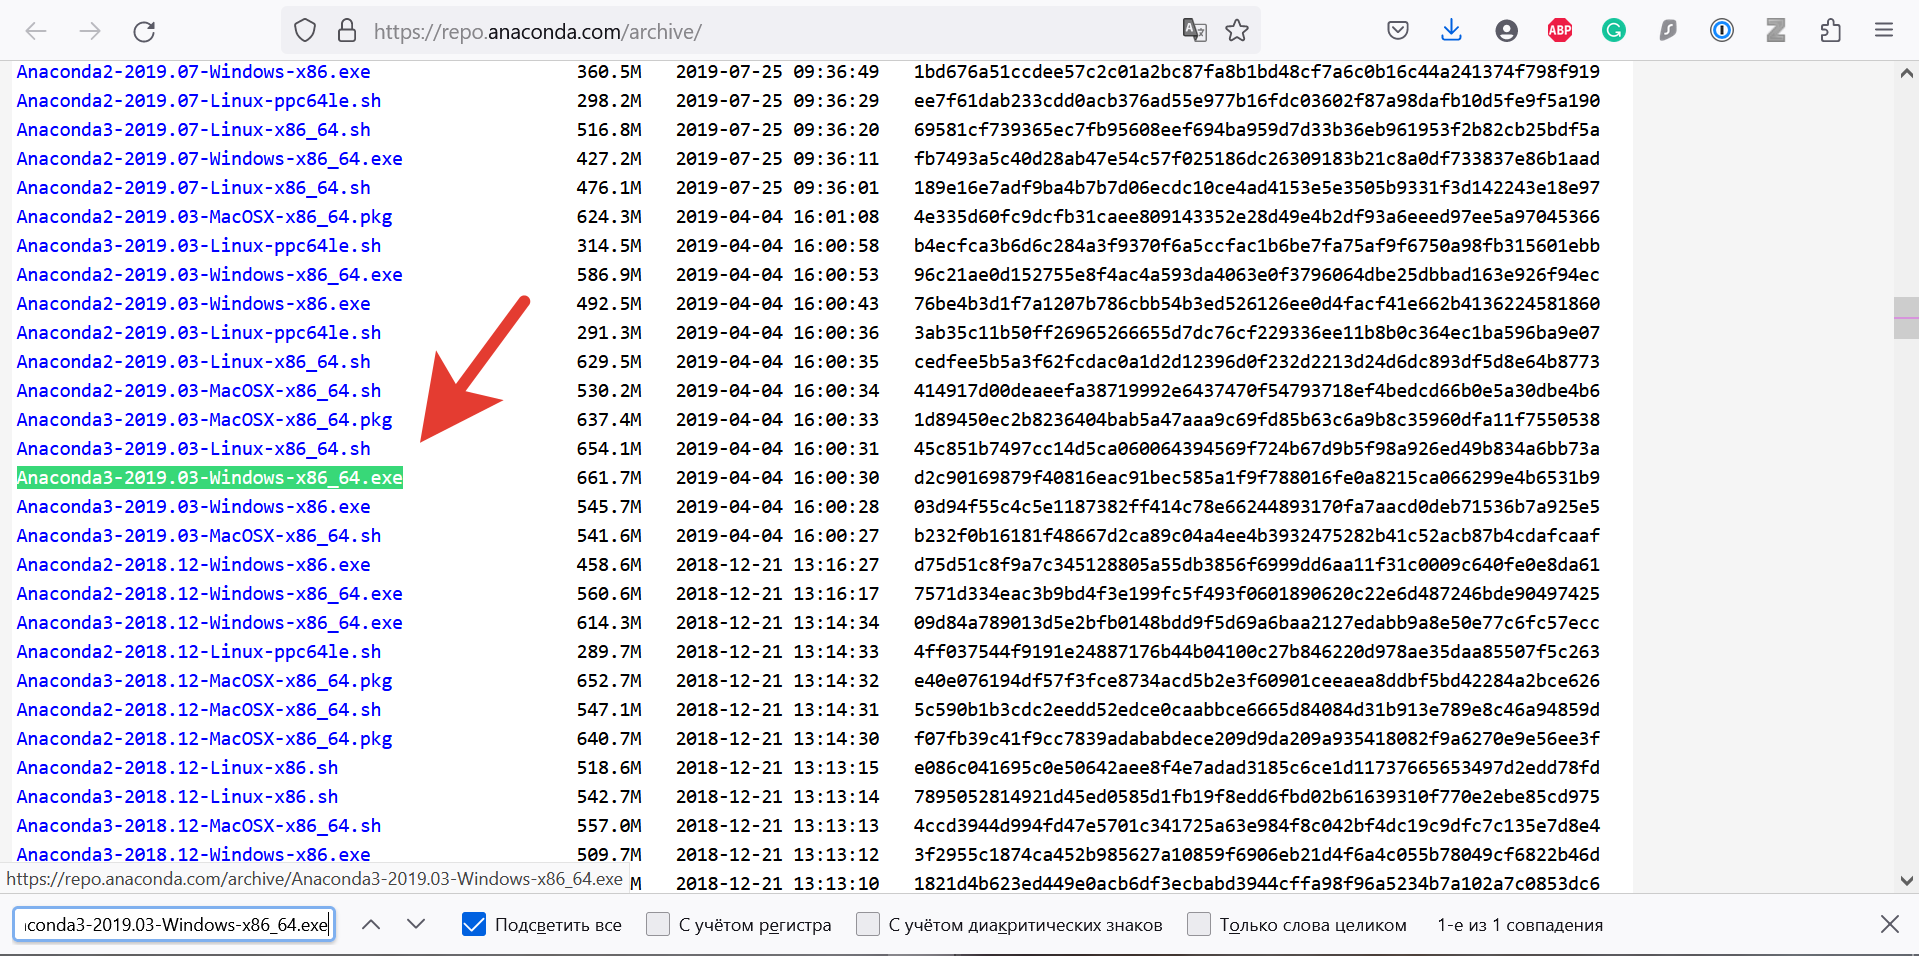 https://repo.anaconda.com/archive/
ABP
Anaconda2-2019.07-Windows-x86.exe 360.5M 2019-07-25 09:36:49 1bd676a51ccdee57c2c01a2bc87fa8b1bd48cf7a6c0b16c44a241374f798f919
Anaconda2-2019.07-Linux-ppc64le.sh 298.2M 2019-07-25 09:36:29 ee7f61dab233cdd0acb376ad55e977b16fdc03602f87a98dafb10d5fe9f5a190
Anaconda3-2019.07-Linux-x86_64.sh 516.8M 2019-07-25 09:36:20 69581cf739365ec7fb95608eef694ba959d7d33b36eb961953f2b82cb25bdf5a
Anaconda2-2019.07-Windows-x86_64.exe 427.2M 2019-07-25 09:36:11 fb7493a5c40d28ab47e54c57f025186dc26309183b21c8a0df733837e86b1aad
Anaconda2-2019.07-Linux-x86_64.sh 476.1M 2019-07-25 09:36:01 189e16e7adf9ba4b7b7d06ecdc10ce4ad4153e5e3505b9331f3d142243e18e97
Anaconda2-2019.03-MacOSX-x86_64.pkg 624.3M 2019-04-04 16:01:08 4e335d60fc9dcfb31caee809143352e28d49e4b2df93a6eeed97ee5a97045366
Anaconda3-2019.03-Linux-ppc64le.sh 314.5M 2019-04-04 16:00:58 b4ecfca3b6d6c284a3f9370f6a5ccfac1b6be7fa75af9f6750a98fb315601ebb
Anaconda2-2019.03-Windows-x86_64.exe 586.9M 2019-04-04 16:00:53 96c21ae0d152755e8f4ac4a593da4063e0f3796064dbe25dbbad163e926f94ec
Anaconda2-2019.03-Windows-x86.exe 492.5M 2019-04-04 16:00:43 76be4b3d1f7a1207b786cbb54b3ed526126ee0d4facf41e662b4136224581860
Anaconda2-2019.03-Linux-ppc64le.sh 291.3M 2019-04-04 16:00:36 3ab35c11b50ff26965266655d7dc76cf229336ee11b8b0c364ec1ba596ba9e07
Anaconda2-2019.03-Linux-x86_64.sh 629.5M 2019-04-04 16:00:35 cedfee5b5a3f62fcdac0a1d2d12396d0f232d2213d24d6dc893df5d8e64b8773
Anaconda2-2019.03-MacOSX-x86_64.sh 530.2M 2019-04-04 16:00:34 414917d00deaeefa38719992e6437470f54793718ef4bedcd66b0e5a30dbe4b6
Anaconda3-2019.03-MacOSX-x86_64.pkg 637.4M 2019-04-04 16:00:33 1d89450ec2b8236404bab5a47aaa9c69fd85b63c6a9b8c35960dfa11f7550538
Anaconda3-2019.03-Linux-x86_64.sh 654.1M 2019-04-04 16:00:31 45c851b7497cc14d5ca060064394569f724b67d9b5f98a926ed49b834a6bb73a
Anaconda3-2019.03-Windows-x86_64.exe 661.7M 2019-04-04 16:00:30 d2c90169879f40816eac91bec585a1f9f788016fe0a8215ca066299e4b6531b9
Anaconda3-2019.03-Windows-x86.exe 545.7M 2019-04-04 16:00:28 03d94f55c4c5e1187382ff414c78e66244893170fa7aacd0deb71536b7a925e5
Anaconda3-2019.03-MacOSX-x86_64.sh 541.6M 2019-04-04 16:00:27 b232f0b16181f48667d2ca89c04a4ee4b3932475282b41c52acb87b4cdafcaaf
Anaconda2-2018.12-Windows-x86.exe 458.6M 2018-12-21 13:16:27 d75d51c8f9a7c345128805a55db3856f6999dd6aa11f31c0009c640fe0e8da61
Anaconda2-2018.12-Windows-x86_64.exe 560.6M 2018-12-21 13:16:17 7571d334eac3b9bd4f3e199fc5f493f0601890620c22e6d487246bde90497425
Anaconda3-2018.12-Windows-x86_64.exe 614.3M 2018-12-21 13:14:34 09d84a789013d5e2bfb0148bdd9f5d69a6baa2127edabb9a8e50e77c6fc57ecc
Anaconda2-2018.12-Linux-ppc64le.sh 289.7M 2018-12-21 13:14:33 4ff037544f9191e24887176b44b04100c27b846220d978ae35daa85507f5c263
Anaconda3-2018.12-MacOSX-x86_64.pkg 652.7M 2018-12-21 13:14:32 e40e076194df57f3fce8734acd5b2e3f60901ceeaea8ddbf5bd42284a2bce626
Anaconda2-2018.12-MacOSX-x86_64.sh 547.1M 2018-12-21 13:14:31 5c590b1b3cdc2eedd52edce0caabbce6665d84084d31b913e789e8c46a94859d
Anaconda2-2018.12-MacOSX-x86_64.pkg 640.7M 2018-12-21 13:14:30 f07fb39c41f9cc7839adababdece209d9da209a935418082f9a6270e9e56ee3f
Anaconda2-2018.12-Linux-x86.sh 518.6M 2018-12-21 13:13:15 e086c041695c0e50642aee8f4e7adad3185c6ce1d11737665653497d2edd78fd
Anaconda3-2018.12-Linux-x86.sh 542.7M 2018-12-21 13:13:14 7895052814921d45ed0585d1fb19f8edd6fbd02b61639310f770e2ebe85cd975
Anaconda3-2018.12-MacOSX-x86_64.sh 557.0M 2018-12-21 13:13:13 4ccd3944d994fd47e5701c341725a63e984f8c042bf4dc19c9dfc7c135e7d8e4
Anaconda3-2018.12-Windows-x86.exe 509.7M 2018-12-21 13:13:12 3f2955c1874ca452b985627a10859f6906eb21d4f6a4c055b78049cf6822b46d
https://repo.anaconda.com/archive/Anaconda3-2019.03-Windows-x86_64.exe M 2018-12-21 13:13:10 1821d4b623ed449e0acb6df3ecbabd3944cffa98f96a5234b7a102a7c0853dc6
conda3-2019.03-Windows-x86_64.exe Подсветить все С учётом регистра С учётом диакритических знаков Только слова целиком 1-е из 1 совпадения